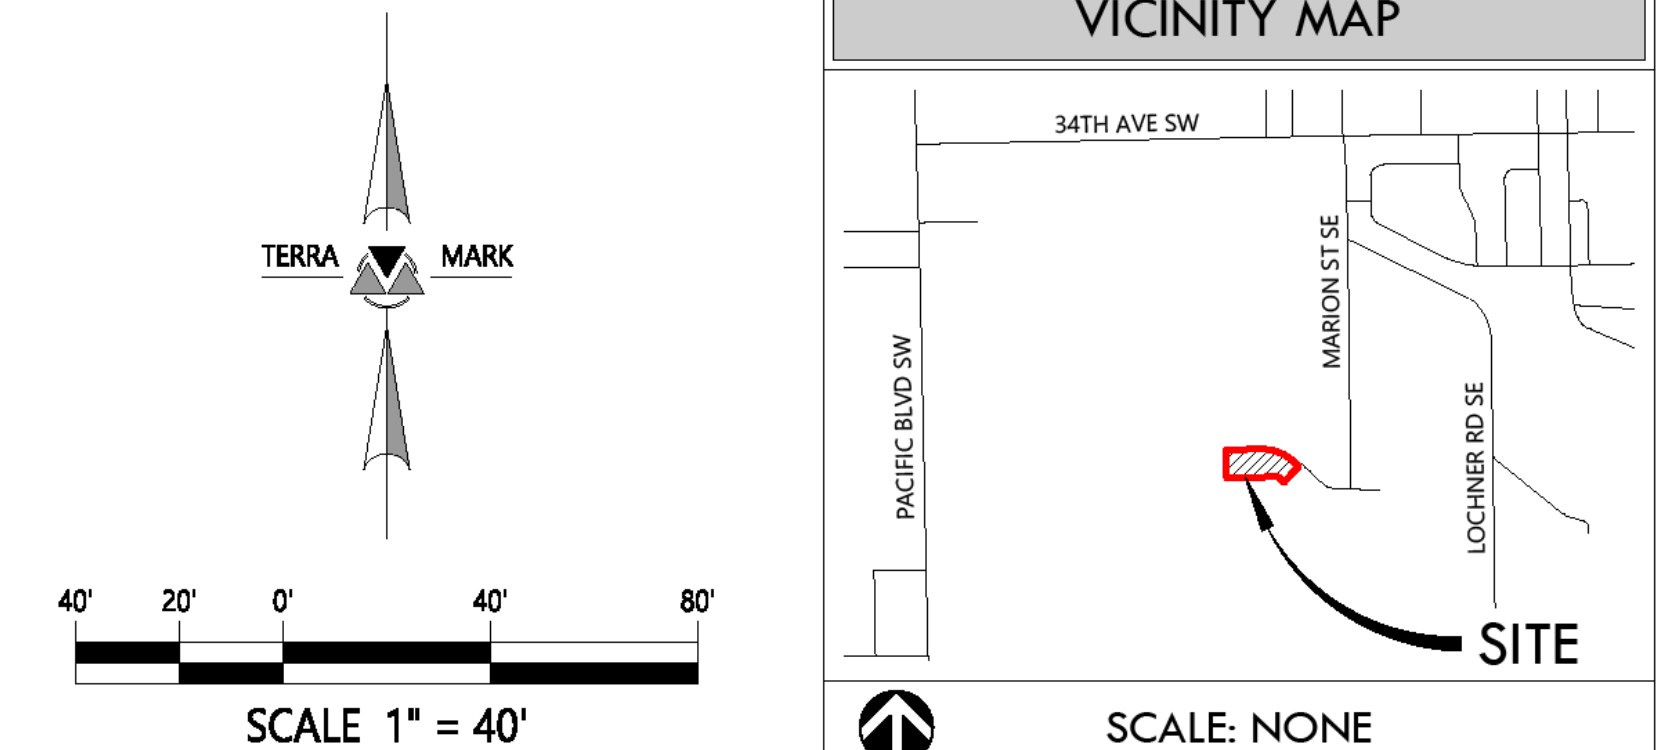 TERRA MARK
40' 20' 0' 40' 80'
SCALE 1" = 40'
VICINITY MAP
34TH AVE SW
MARION ST SE
PACIFIC BLVD SW
LOCHNER RD SE
SITE
SCALE: NONE